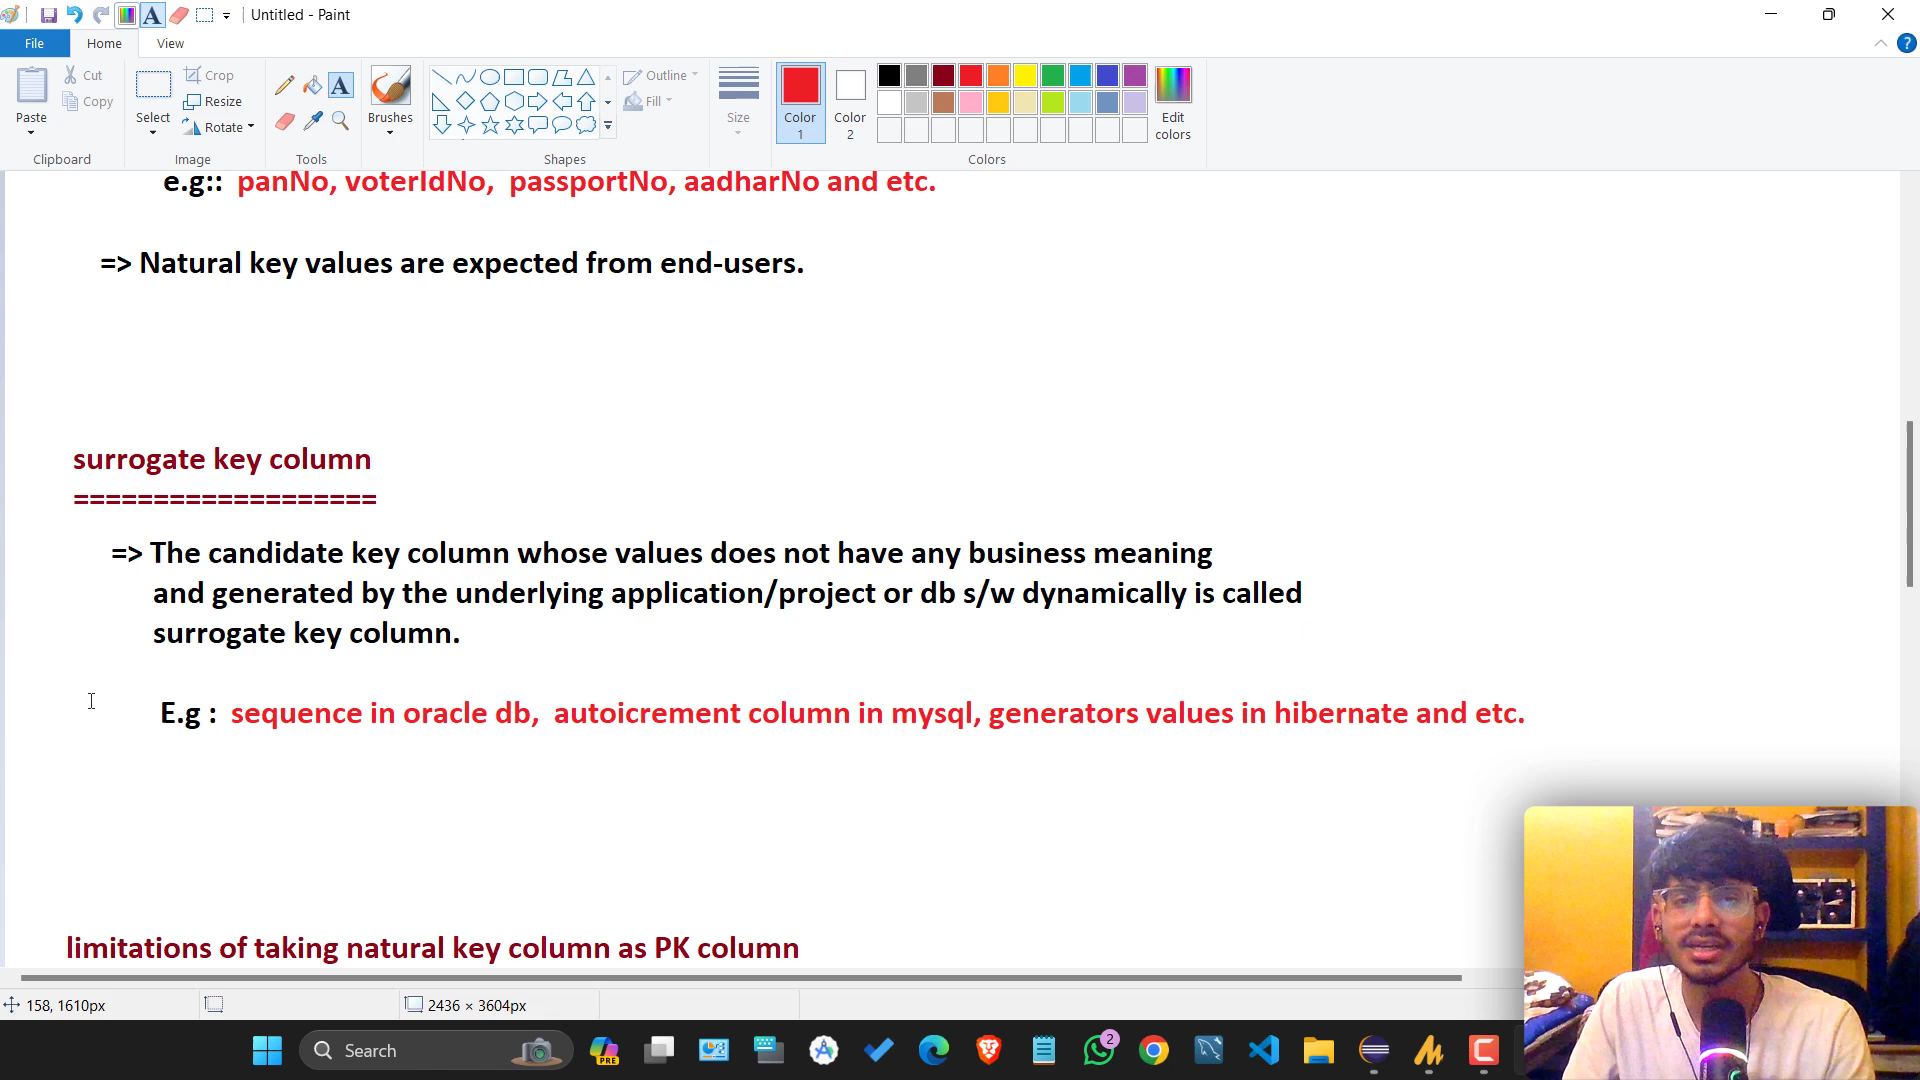 Untitled - Paint
File
Home
View
Paste
Cut
Copy
Clipboard
Select
Crop
Resize
Rotate
Image
Tools
Brushes
Shapes
Outline
Fill
Size
Color 1
Color 2
Edit colors
Colors
e.g:: panNo, voterIdNo, passportNo, aadharNo and etc.
=> Natural key values are expected from end-users.
surrogate key column
===================
=> The candidate key column whose values does not have any business meaning
and generated by the underlying application/project or db s/w dynamically is called
surrogate key column.
E.g : sequence in oracle db, autoicrement column in mysql, generators values in hibernate and etc.
limitations of taking natural key column as PK column
158, 1610px
2436 × 3604px
Search
PRE
2